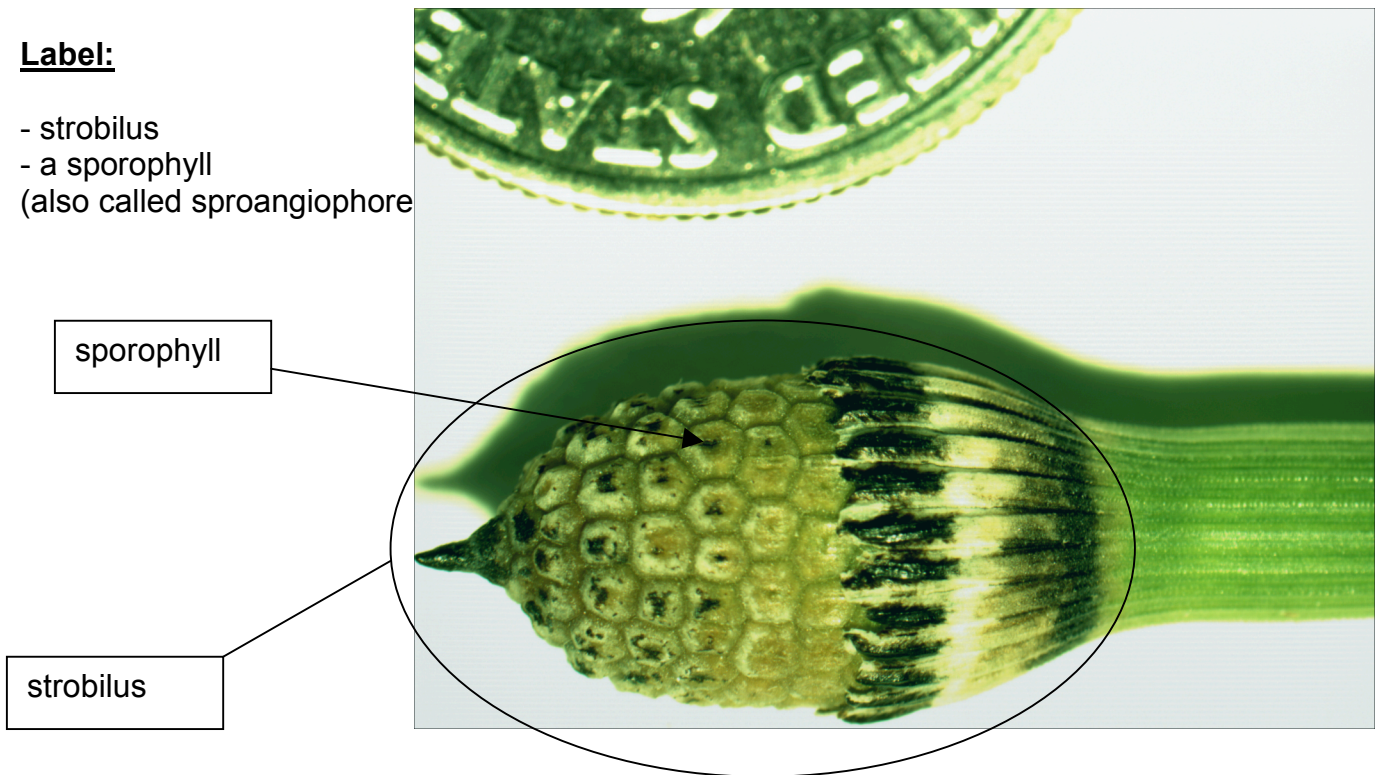 Label:
- strobilus
- a sporophyll
(also called sproangiophore
sporophyll
strobilus